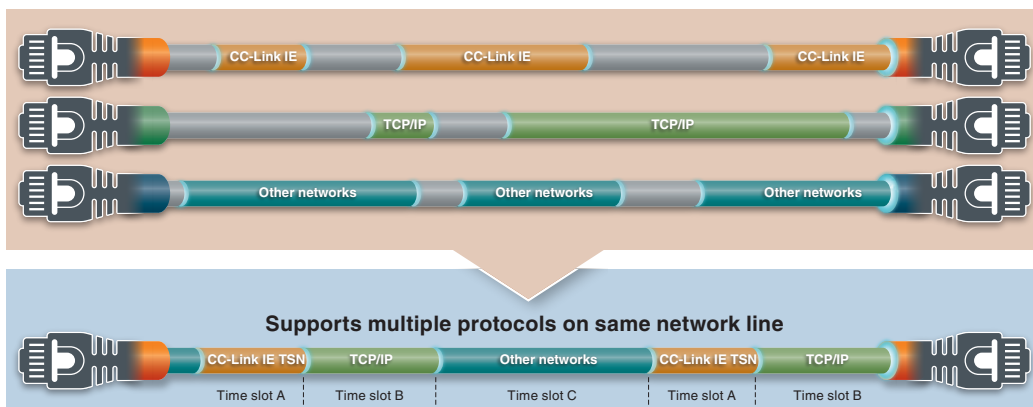 CC-Link IE CC-Link IE CC-Link IE
TCP/IP TCP/IP
Other networks Other networks Other networks
Supports multiple protocols on same network line
CC-Link IE TSN TCP/IP Other networks CC-Link IE TSN TCP/IP
Time slot A Time slot B Time slot C Time slot A Time slot B